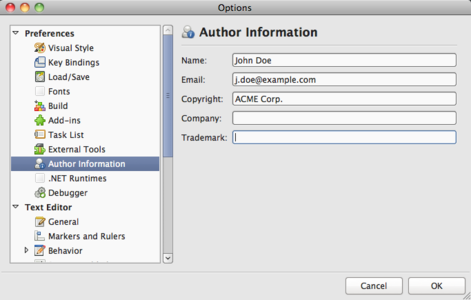 Options
Preferences
Visual Style
Key Bindings
Load/Save
Fonts
Build
Add-ins
Task List
External Tools
Author Information
.NET Runtimes
Debugger
Text Editor
General
Markers and Rulers
Behavior
Author Information
Name: John Doe
Email: j.doe@example.com
Copyright: ACME Corp.
Company:
Trademark:
Cancel
OK